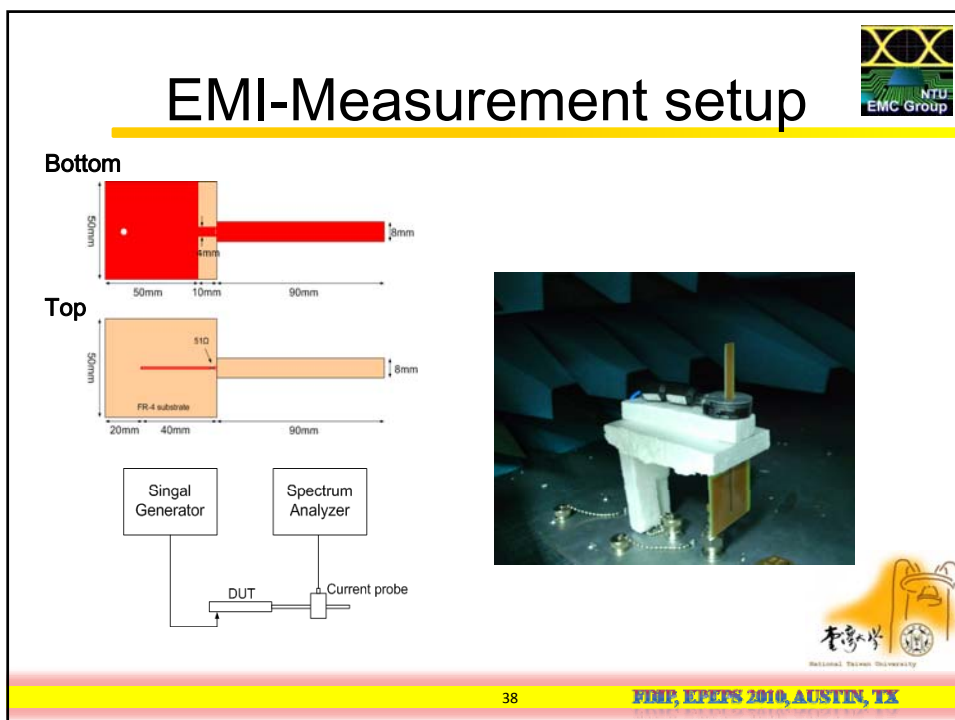 EMI-Measurement setup
NTU
EMC Group
Bottom
50mm
4mm
8mm
50mm
10mm
90mm
Top
50mm
51Ω
8mm
FR-4 substrate
20mm
40mm
90mm
Singal
Generator
Spectrum
Analyzer
DUT
Current probe
臺灣大學
National Taiwan University
38
FDIP, EPEPS 2010, AUSTIN, TX